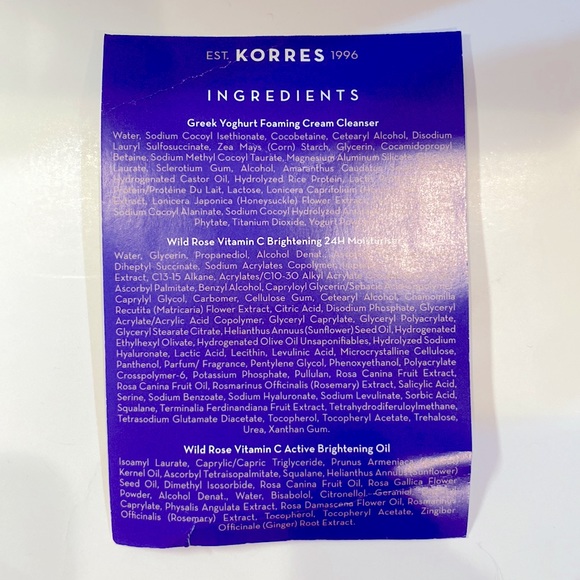 EST. KORRES 1996
INGREDIENTS
Greek Yoghurt Foaming Cream Cleanser
Water, Sodium Cocoyl Isethionate, Cocobetaine, Cetearyl Alcohol, Disodium
Lauryl Sulfosuccinate, Zea Mays (Corn) Starch, Glycerin, Cocamidopropyl
Betaine, Sodium Methyl Cocoyl Taurate, Magnesium Aluminum Silicate
Laurate, Sclerotium Gum, Alcohol, Amaranthus Caudatus
Hydrogenated Castor Oil, Hydrolyzed Rice Protein, Lactic
Protein/Protéine Du Lait, Lactose, Lonicera Caprifolium
Extract, Lonicera Japonica (Honeysuckle) Flower Extract
Sodium Cocoyl Alaninate, Sodium Cocoyl Hydrolyzed
Phytate, Titanium Dioxide, Yogurt
Wild Rose Vitamin C Brightening 24H Moisturiser
Water, Glycerin, Propanediol, Alcohol Denat.,
Diheptyl Succinate, Sodium Acrylates Copolymer,
Extract, C13-15 Alkane, Acrylates/C10-30 Alkyl Acrylate
Ascorbyl Palmitate, Benzyl Alcohol, Capryloyl Glycerin/Sebacic Acid Copolymer,
Caprylyl Glycol, Carbomer, Cellulose Gum, Cetearyl Alcohol, Chamomilla
Recutita (Matricaria) Flower Extract, Citric Acid, Disodium Phosphate, Glyceryl
Acrylate/Acrylic Acid Copolymer, Glyceryl Caprylate, Glyceryl Polyacrylate,
Glyceryl Stearate Citrate, Helianthus Annuus (Sunflower) Seed Oil, Hydrogenated
Ethylhexyl Olivate, Hydrogenated Olive Oil Unsaponifiables, Hydrolyzed Sodium
Hyaluronate, Lactic Acid, Lecithin, Levulinic Acid, Microcrystalline Cellulose,
Panthenol, Parfum/ Fragrance, Pentylene Glycol, Phenoxyethanol, Polyacrylate
Crosspolymer-6, Potassium Phosphate, Pullulan, Rosa Canina Fruit Extract,
Rosa Canina Fruit Oil, Rosmarinus Officinalis (Rosemary) Extract, Salicylic Acid,
Serine, Sodium Benzoate, Sodium Hyaluronate, Sodium Levulinate, Sorbic Acid,
Squalane, Terminalia Ferdinandiana Fruit Extract, Tetrahydrodiferuloylmethane,
Tetrasodium Glutamate Diacetate, Tocopherol, Tocopheryl Acetate, Trehalose,
Urea, Xanthan Gum.
Wild Rose Vitamin C Active Brightening Oil
Isoamyl Laurate, Caprylic/Capric Triglyceride, Prunus Armeniaca
Kernel Oil, Ascorbyl Tetraisopalmitate, Squalane, Helianthus Annuus (Sunflower)
Seed Oil, Dimethyl Isosorbide, Rosa Canina Fruit Oil, Rosa Gallica Flower
Powder, Alcohol Denat., Water, Bisabolol, Citronellol, Geraniol,
Caprylate, Physalis Angulata Extract, Rosa Damascena Flower Oil, Rosmarinus
Officinalis (Rosemary) Extract, Tocopherol, Tocopheryl Acetate, Zingiber
Officinale (Ginger) Root Extract.